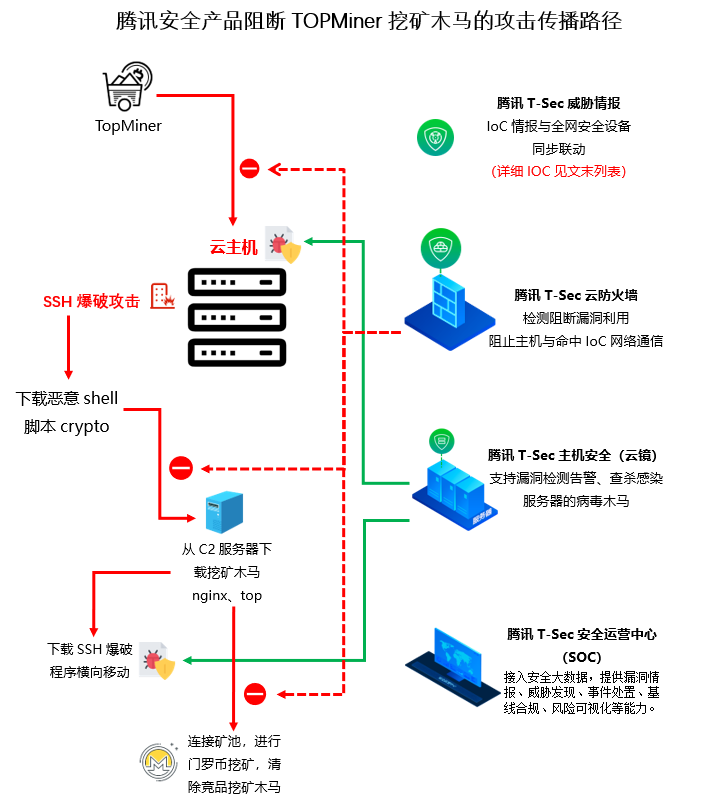 腾讯安全产品阻断 TOPMiner 挖矿木马的攻击传播路径
TopMiner
腾讯 T-Sec 威胁情报
IoC 情报与全网安全设备
同步联动
(详细 IOC 见文末列表)
云主机
SSH 爆破攻击
腾讯 T-Sec 云防火墙
检测阻断漏洞利用
阻止主机与命中 IoC 网络通信
下载恶意 shell
脚本 crypto
腾讯 T-Sec 主机安全（云镜）
支持漏洞检测告警、查杀感染
服务器的病毒木马
服务器
从 C2 服务器下
载挖矿木马
nginx、top
下载 SSH 爆破
程序横向移动
腾讯 T-Sec 安全运营中心
（SOC）
接入安全大数据，提供漏洞情
报、威胁发现、事件处置、基
线合规、风险可视化等能力。
连接矿池，进行
门罗币挖矿，清
除竞品挖矿木马